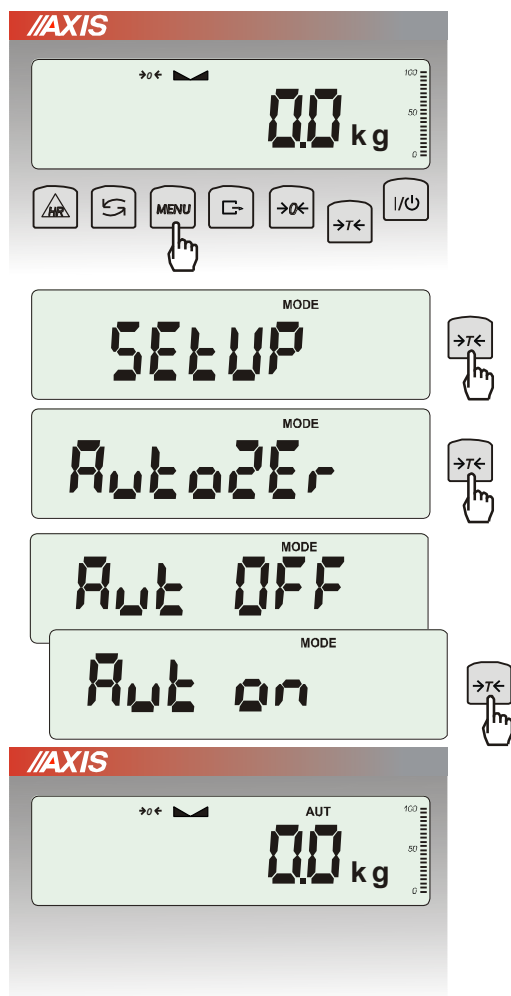 //AXIS
→0←
100
50
0
0.0 kg
HR
MENU
→0←
→T←
I/
MODE
SEtUP
→T←
MODE
AutoZEr
→T←
MODE
Aut OFF
MODE
Aut on
→T←
//AXIS
→0←
AUT
100
50
0
0.0 kg